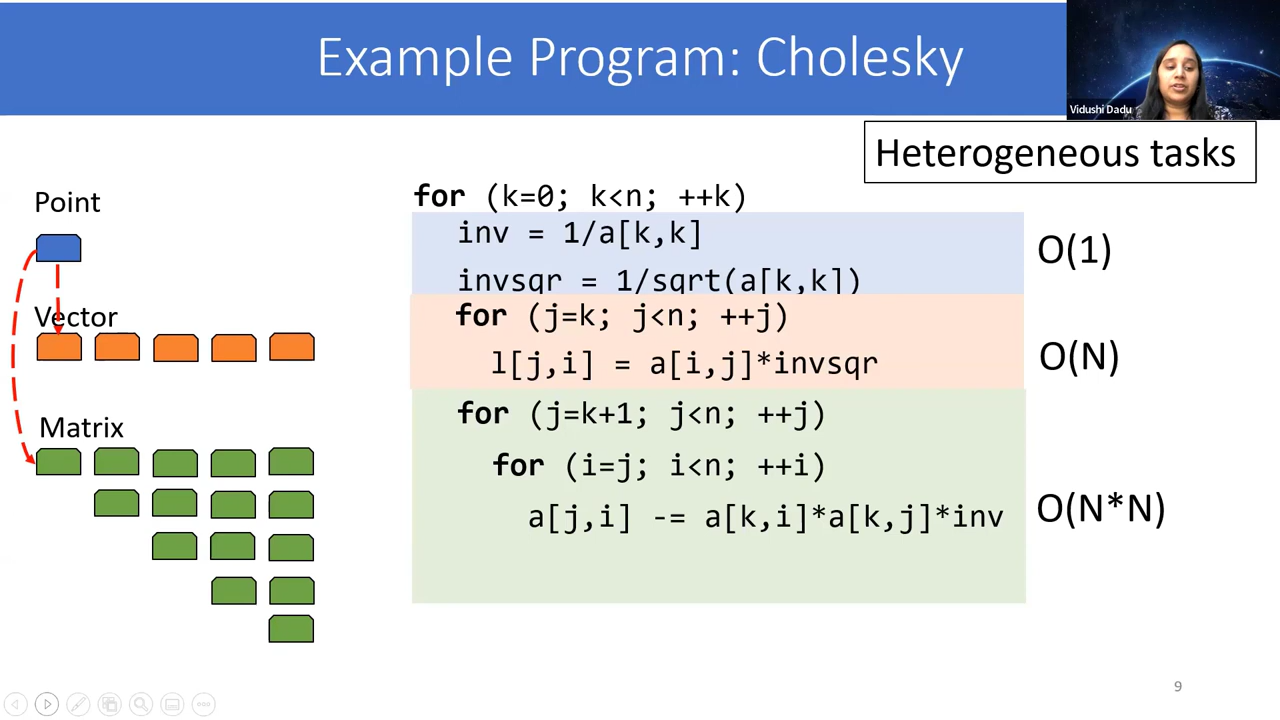 Example Program: Cholesky
Vidushi Dadu
Heterogeneous tasks
Point
Vector
Matrix
for (k=0; k<n; ++k)
inv = 1/a[k,k]
invsqr = 1/sqrt(a[k,k])
O(1)
for (j=k; j<n; ++j)
l[j,i] = a[i,j]*invsqr
O(N)
for (j=k+1; j<n; ++j)
for (i=j; i<n; ++i)
a[j,i] -= a[k,i]*a[k,j]*inv
O(N*N)
9